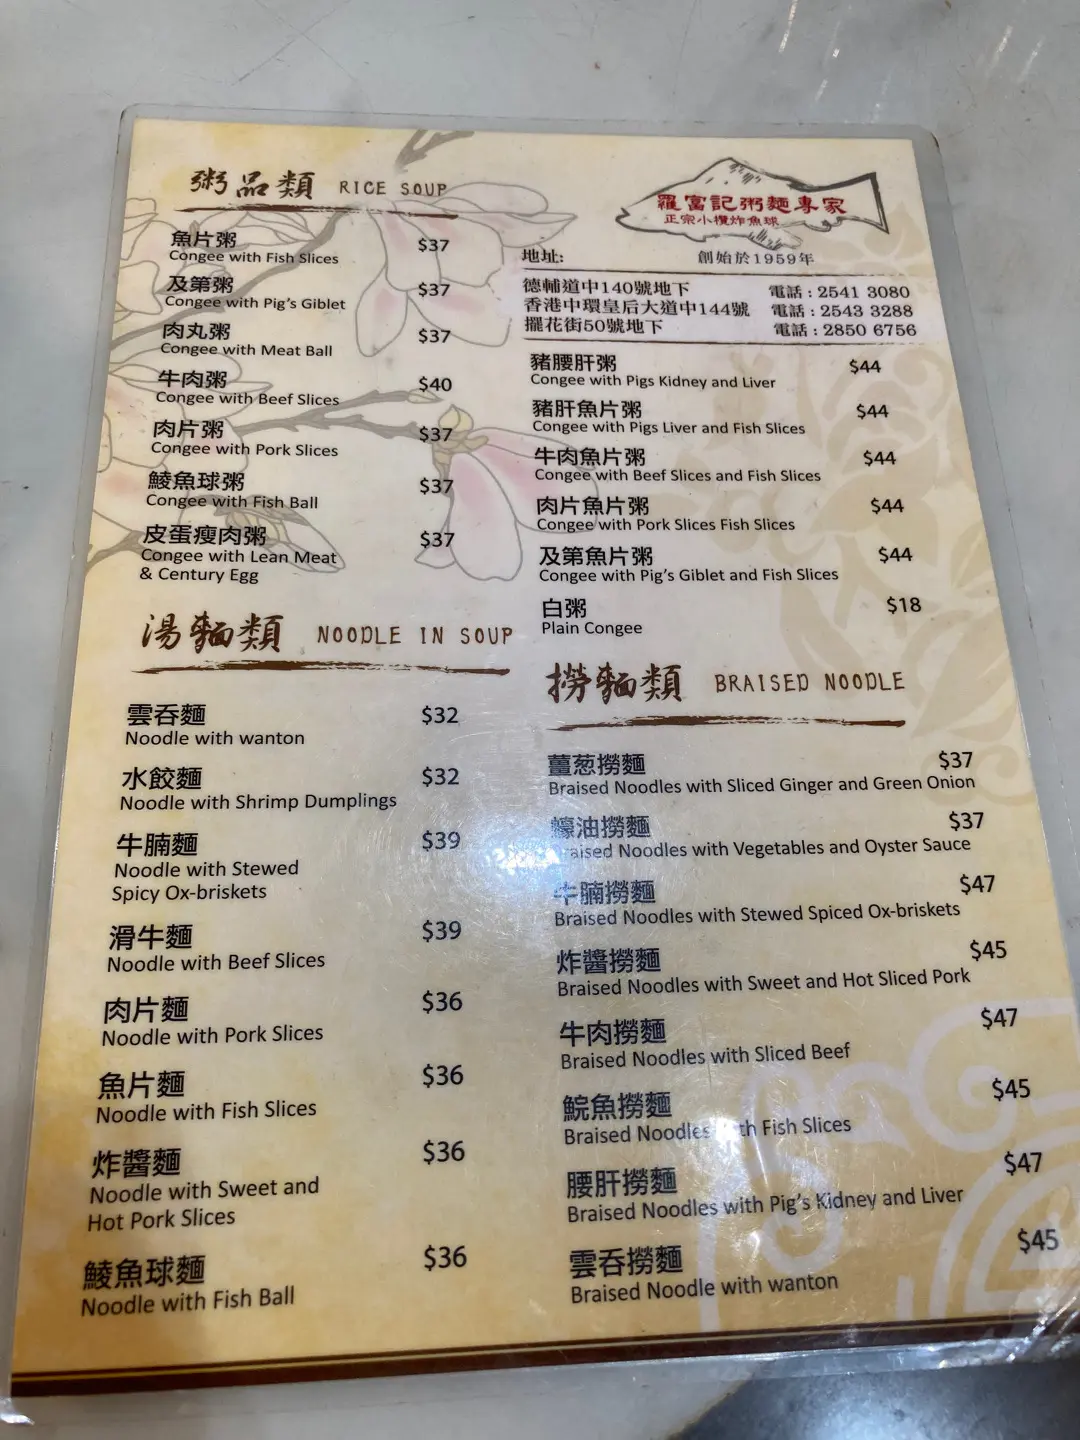 粥品類 RICE SOUP
魚片粥 $37
Congee with Fish Slices
及第粥 $37
Congee with Pig's Giblet
肉丸粥 $37
Congee with Meat Ball
牛肉粥 $40
Congee with Beef Slices
肉片粥 $37
Congee with Pork Slices
鯪魚球粥 $37
Congee with Fish Ball
皮蛋瘦肉粥 $37
Congee with Lean Meat
& Century Egg
羅富記粥麵專家
正宗小欖炸魚球
創始於1959年
地址:
德輔道中140號地下 電話 : 2541 3080
香港中環皇后大道中144號 電話 : 2543 3288
擺花街50號地下 電話 : 2850 6756
豬腰肝粥 $44
Congee with Pigs Kidney and Liver
豬肝魚片粥 $44
Congee with Pigs Liver and Fish Slices
牛肉魚片粥 $44
Congee with Beef Slices and Fish Slices
肉片魚片粥 $44
Congee with Pork Slices Fish Slices
及第魚片粥 $44
Congee with Pig's Giblet and Fish Slices
白粥 $18
Plain Congee
湯麵類 NOODLE IN SOUP
雲吞麵 $32
Noodle with wanton
水餃麵 $32
Noodle with Shrimp Dumplings
牛腩麵 $39
Noodle with Stewed
Spicy Ox-briskets
滑牛麵 $39
Noodle with Beef Slices
肉片麵 $36
Noodle with Pork Slices
魚片麵 $36
Noodle with Fish Slices
炸醬麵 $36
Noodle with Sweet and
Hot Pork Slices
鯪魚球麵 $36
Noodle with Fish Ball
撈麵類 BRAISED NOODLE
薑葱撈麵 $37
Braised Noodles with Sliced Ginger and Green Onion
蠔油撈麵 $37
Braised Noodles with Vegetables and Oyster Sauce
牛腩撈麵 $47
Braised Noodles with Stewed Spiced Ox-briskets
炸醬撈麵 $45
Braised Noodles with Sweet and Hot Sliced Pork
牛肉撈麵 $47
Braised Noodles with Sliced Beef
鯇魚撈麵 $45
Braised Noodles with Fish Slices
腰肝撈麵 $47
Braised Noodles with Pig's Kidney and Liver
雲吞撈麵 $45
Braised Noodle with wanton